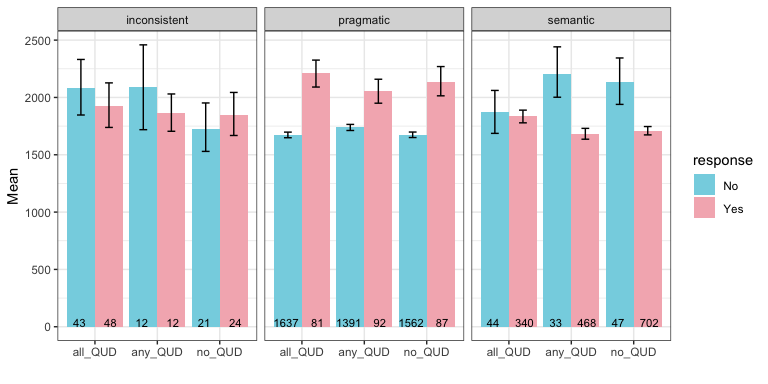 inconsistent pragmatic semantic
2500
2000
1500
1000
500
0
Mean
43 48 12 12 21 24 1637 81 1391 92 1562 87 44 340 33 468 47 702
all_QUD any_QUD no_QUD all_QUD any_QUD no_QUD all_QUD any_QUD no_QUD
response
No
Yes